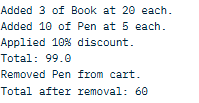 Added 3 of Book at 20 each.
Added 10 of Pen at 5 each.
Applied 10% discount.
Total: 99.0
Removed Pen from cart.
Total after removal: 60